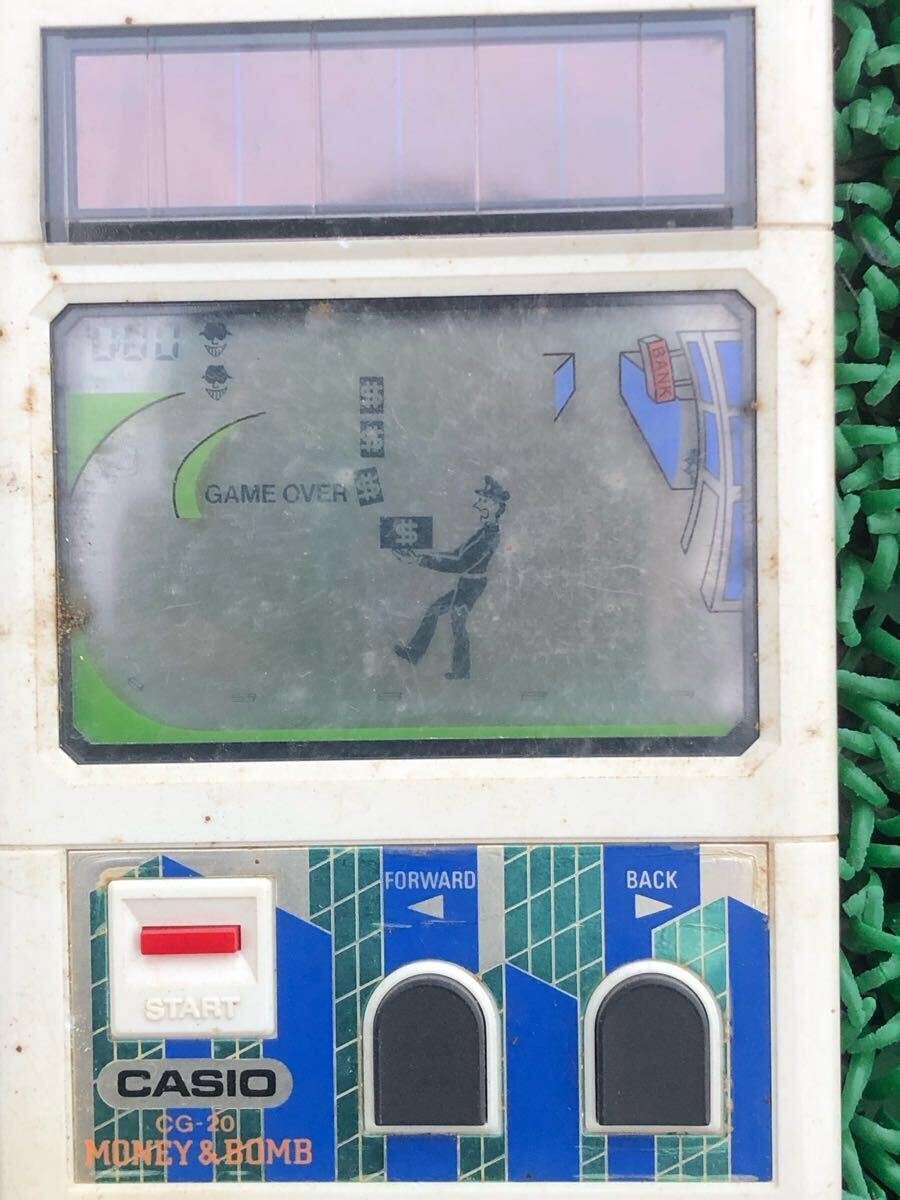 BANK
$
$
GAME OVER $
$
FORWARD
BACK
START
CASIO
CG-20
MONEY & BOMB